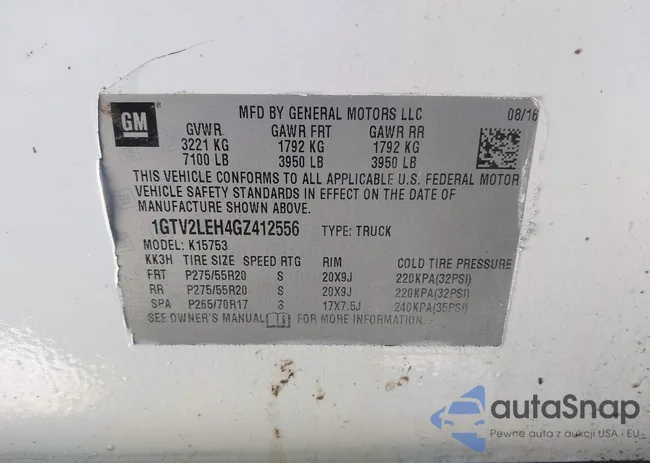 GM
®
MFD BY GENERAL MOTORS LLC 08/16
GVWR GAWR FRT GAWR RR
3221 KG 1792 KG 1792 KG
7100 LB 3950 LB 3950 LB
THIS VEHICLE CONFORMS TO ALL APPLICABLE U.S. FEDERAL MOTOR
VEHICLE SAFETY STANDARDS IN EFFECT ON THE DATE OF
MANUFACTURE SHOWN ABOVE.
1GTV2LEH4GZ412556 TYPE: TRUCK
MODEL: K15753
KK3H TIRE SIZE SPEED RTG RIM COLD TIRE PRESSURE
FRT P275/55R20 S 20X9J 220KPA(32PSI)
RR P275/55R20 S 20X9J 220KPA(32PSI)
SPA P265/70R17 S 17X7.5J 240KPA(35PSI)
SEE OWNER'S MANUAL FOR MORE INFORMATION.
autaSnap
Pewne auta z aukcji USA i EU